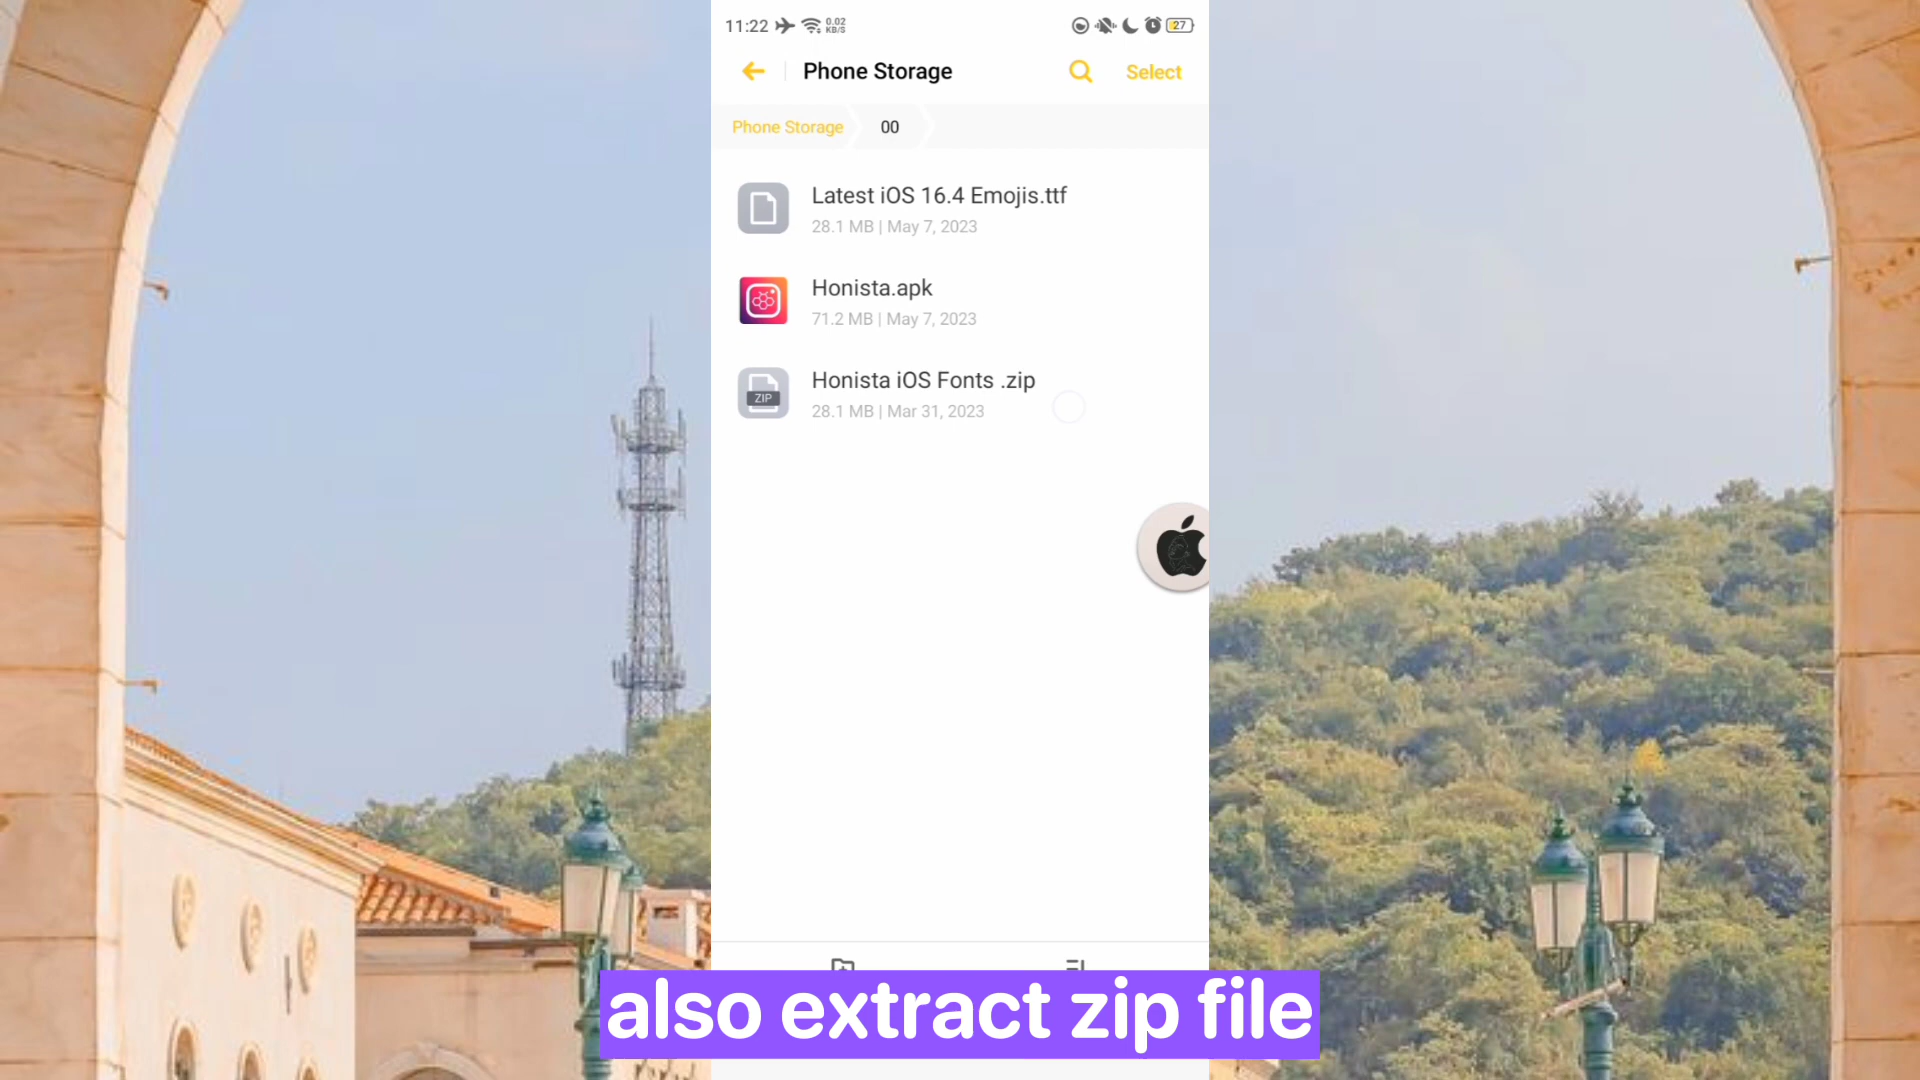 11:22 0.02 KB/S 27
Phone Storage Select
Phone Storage 00
Latest iOS 16.4 Emojis.ttf
28.1 MB | May 7, 2023
Honista.apk
71.2 MB | May 7, 2023
Honista iOS Fonts .zip
ZIP
28.1 MB | Mar 31, 2023
also extract zip file